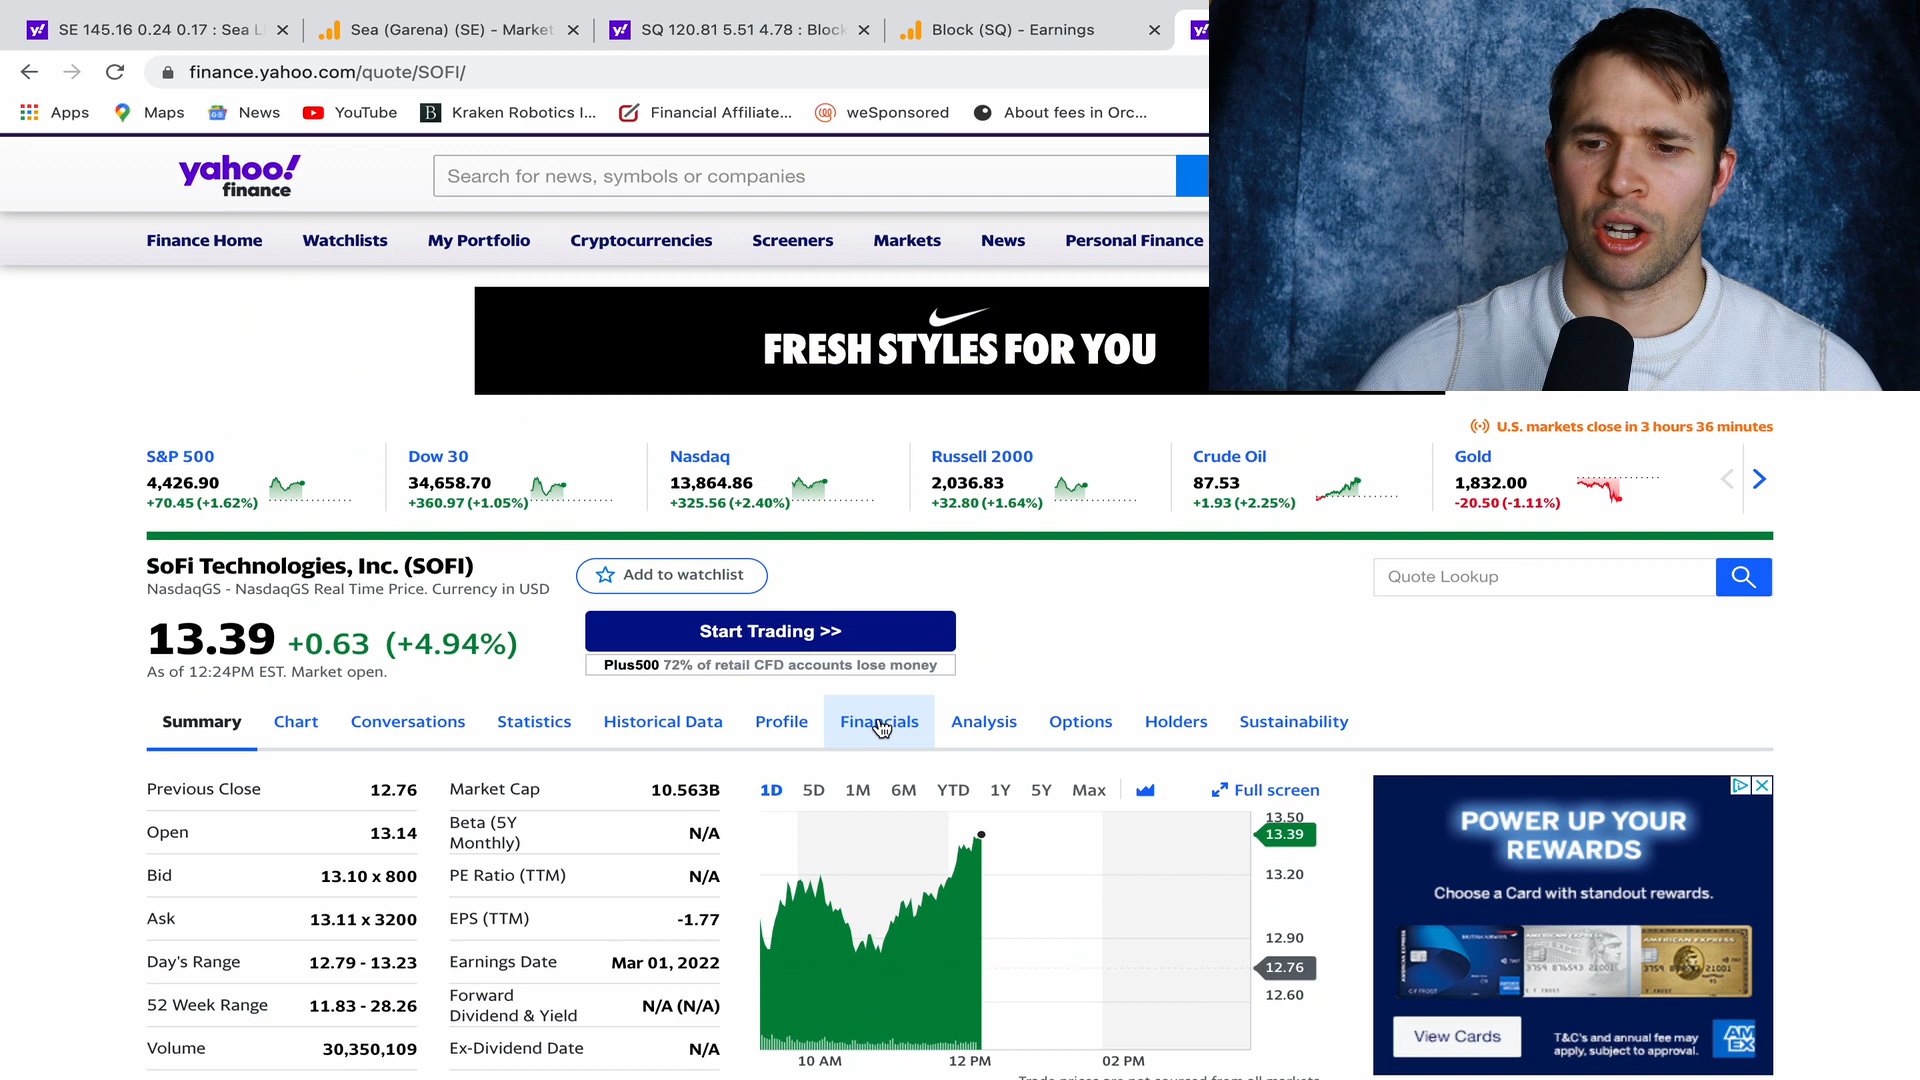 SE 145.16 0.24 0.17 : Sea L
Sea (Garena) (SE) - Market
SQ 120.81 5.51 4.78 : Block
Block (SQ) - Earnings
finance.yahoo.com/quote/SOFI/
Apps
Maps
News
YouTube
Kraken Robotics I...
Financial Affiliate...
weSponsored
About fees in Orc...
yahoo!
finance
Search for news, symbols or companies
Finance Home
Watchlists
My Portfolio
Cryptocurrencies
Screeners
Markets
News
Personal Finance
FRESH STYLES FOR YOU
U.S. markets close in 3 hours 36 minutes
S&P 500
4,426.90
+70.45 (+1.62%)
Dow 30
34,658.70
+360.97 (+1.05%)
Nasdaq
13,864.86
+325.56 (+2.40%)
Russell 2000
2,036.83
+32.80 (+1.64%)
Crude Oil
87.53
+1.93 (+2.25%)
Gold
1,832.00
-20.50 (-1.11%)
SoFi Technologies, Inc. (SOFI)
NasdaqGS - NasdaqGS Real Time Price. Currency in USD
Add to watchlist
Quote Lookup
13.39 +0.63 (+4.94%)
As of 12:24PM EST. Market open.
Start Trading >>
Plus500 72% of retail CFD accounts lose money
Summary
Chart
Conversations
Statistics
Historical Data
Profile
Financials
Analysis
Options
Holders
Sustainability
Previous Close 12.76
Open 13.14
Bid 13.10 x 800
Ask 13.11 x 3200
Day's Range 12.79 - 13.23
52 Week Range 11.83 - 28.26
Volume 30,350,109
Market Cap 10.563B
Beta (5Y
Monthly) N/A
PE Ratio (TTM) N/A
EPS (TTM) -1.77
Earnings Date Mar 01, 2022
Forward
Dividend & Yield N/A (N/A)
Ex-Dividend Date N/A
1D 5D 1M 6M YTD 1Y 5Y Max
Full screen
13.50
13.39
13.20
12.90
12.76
12.60
10 AM
12 PM
02 PM
Trade prices are not sourced from all markets
POWER UP YOUR
REWARDS
Choose a Card with standout rewards.
View Cards
T&C's and annual fee may
apply, subject to approval.
AM
EX